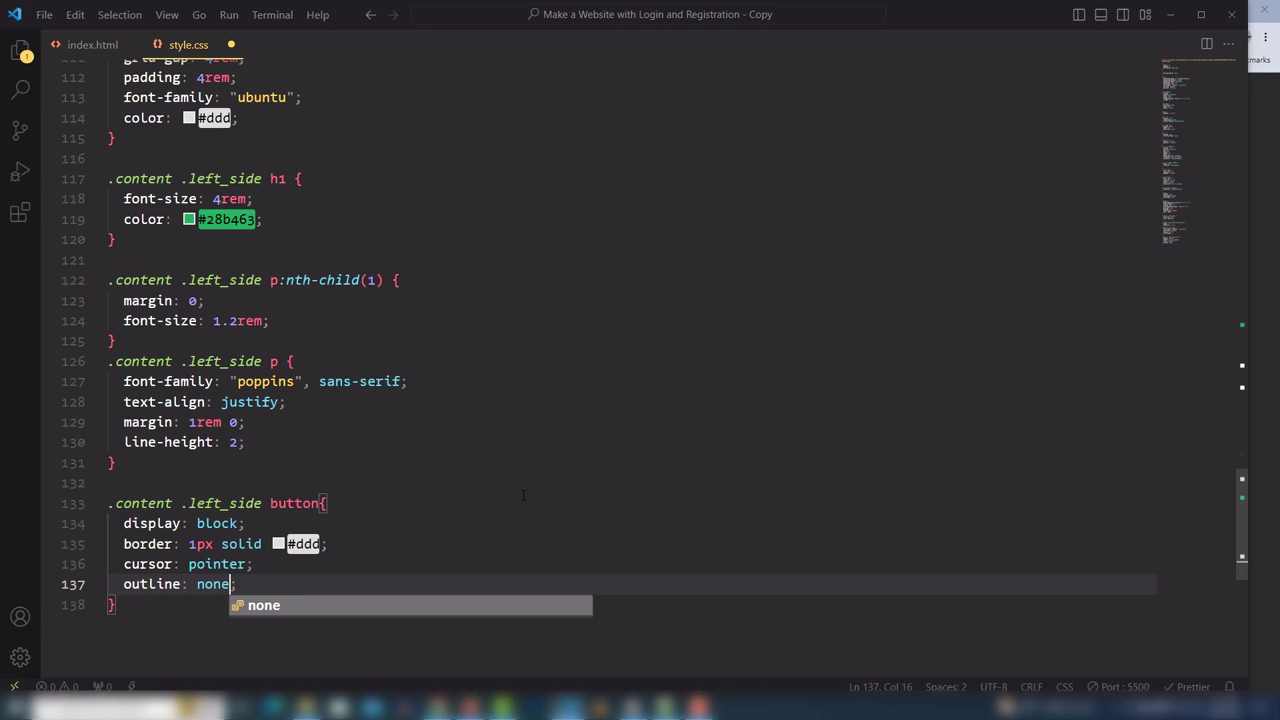 File Edit Selection View Go Run Terminal Help
Make a Website with Login and Registration - Copy
index.html style.css
1
112 padding: 4rem;
113 font-family: "ubuntu";
114 color: #ddd;
115 }
116
117 .content .left_side h1 {
118 font-size: 4rem;
119 color: #28b463;
120 }
121
122 .content .left_side p:nth-child(1) {
123 margin: 0;
124 font-size: 1.2rem;
125 }
126 .content .left_side p {
127 font-family: "poppins", sans-serif;
128 text-align: justify;
129 margin: 1rem 0;
130 line-height: 2;
131 }
132
133 .content .left_side button{
134 display: block;
135 border: 1px solid #ddd;
136 cursor: pointer;
137 outline: none;
138 }
none
0 0 0 Ln 137, Col 16 Spaces: 2 UTF-8 CRLF CSS Port : 5500 Prettier